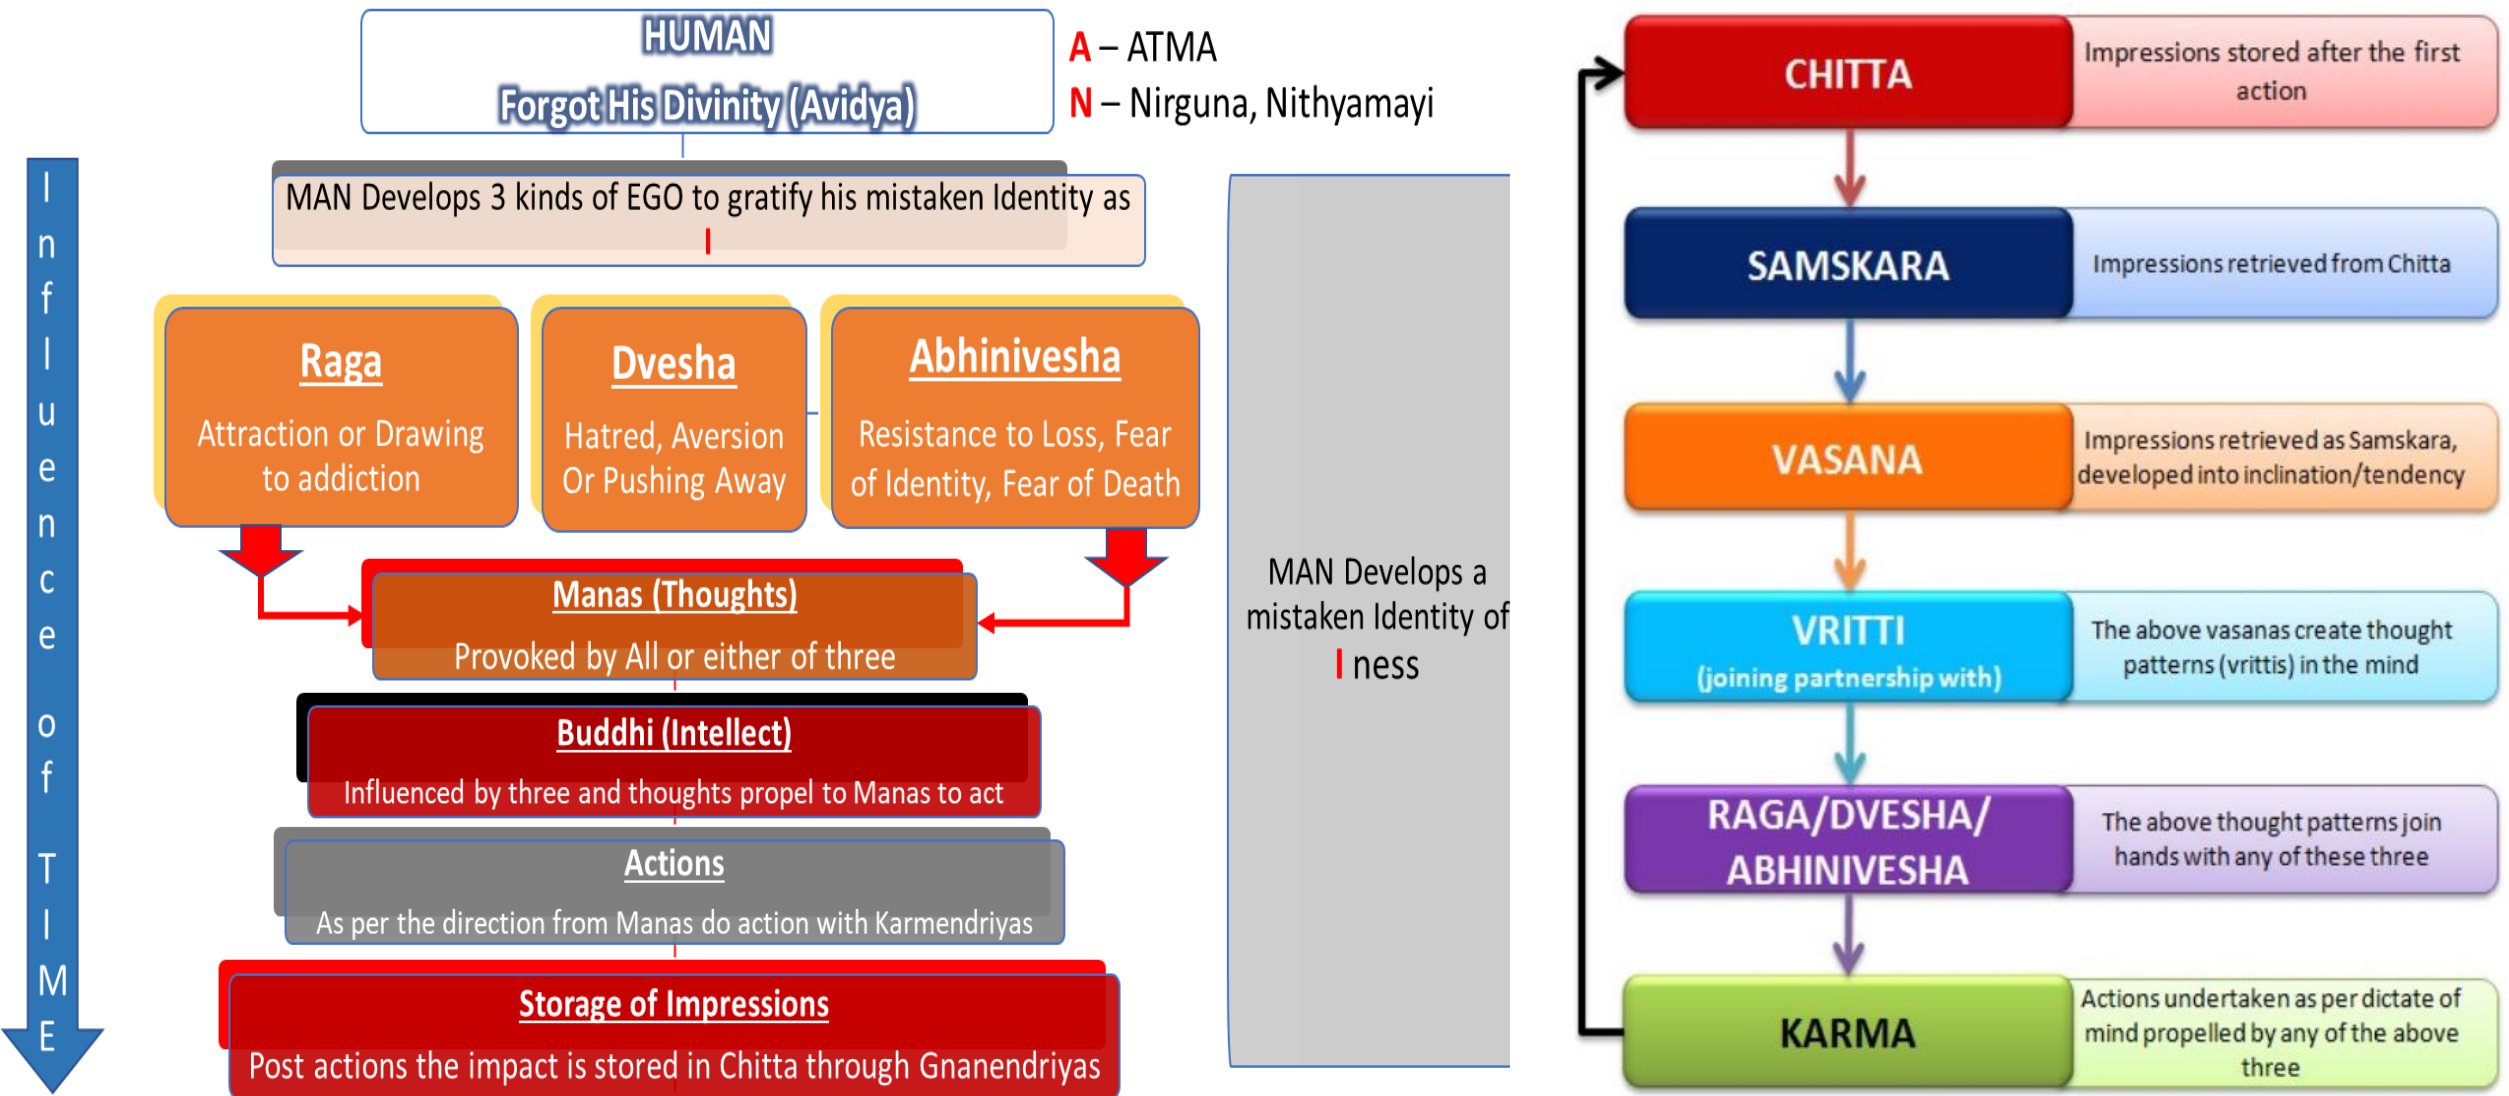 HUMAN
Forgot His Divinity (Avidya)
A – ATMA
N – Nirguna, Nithyamayi
Influence of TIME
MAN Develops 3 kinds of EGO to gratify his mistaken Identity as
I
Raga
Attraction or Drawing
to addiction
Dvesha
Hatred, Aversion
Or Pushing Away
Abhinivesha
Resistance to Loss, Fear
of Identity, Fear of Death
Manas (Thoughts)
Provoked by All or either of three
Buddhi (Intellect)
Influenced by three and thoughts propel to Manas to act
Actions
As per the direction from Manas do action with Karmendriyas
Storage of Impressions
Post actions the impact is stored in Chitta through Gnanendriyas
MAN Develops a
mistaken Identity of
I ness
CHITTA
Impressions stored after the first
action
SAMSKARA
Impressions retrieved from Chitta
VASANA
Impressions retrieved as Samskara,
developed into inclination/tendency
VRITTI
(joining partnership with)
The above vasanas create thought
patterns (vrittis) in the mind
RAGA/DVESHA/
ABHINIVESHA
The above thought patterns join
hands with any of these three
KARMA
Actions undertaken as per dictate of
mind propelled by any of the above
three